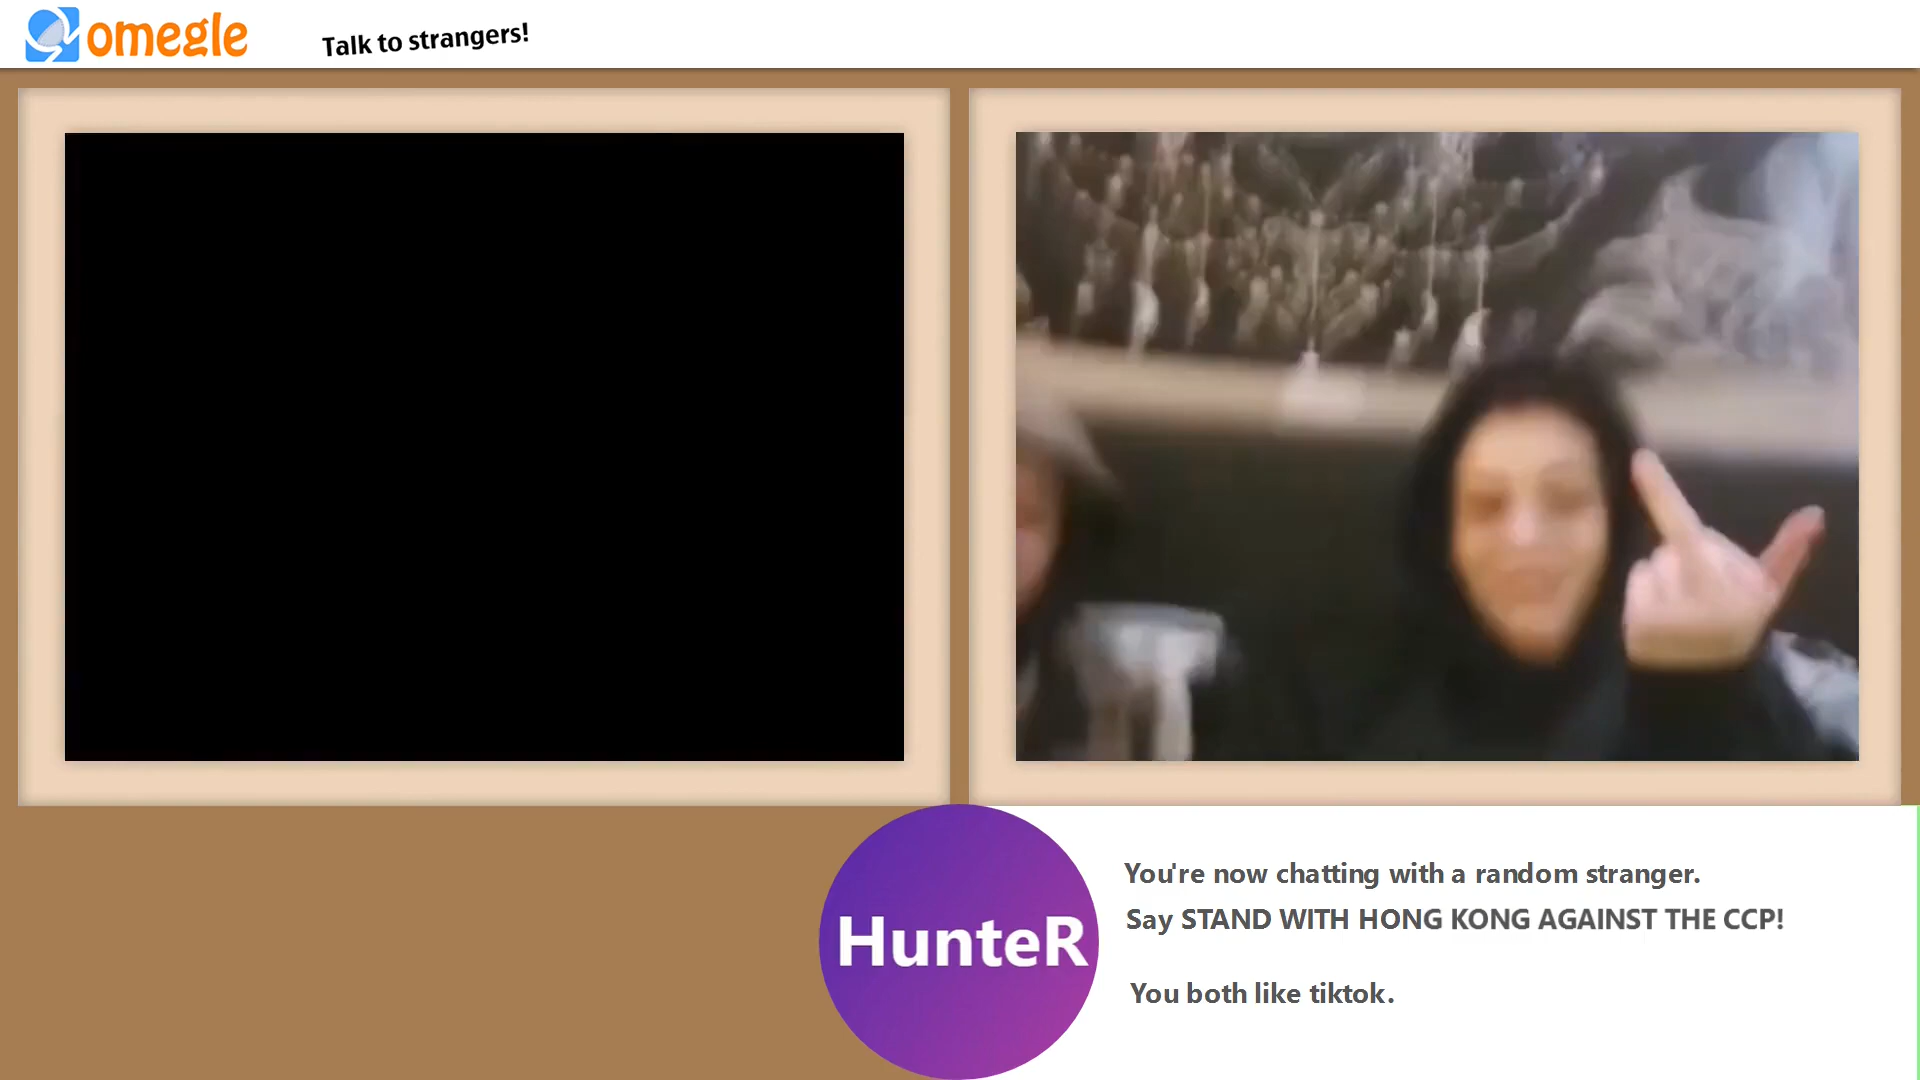 omegle
Talk to strangers!
HunteR
You're now chatting with a random stranger.
Say STAND WITH HONG KONG AGAINST THE CCP!
You both like tiktok.